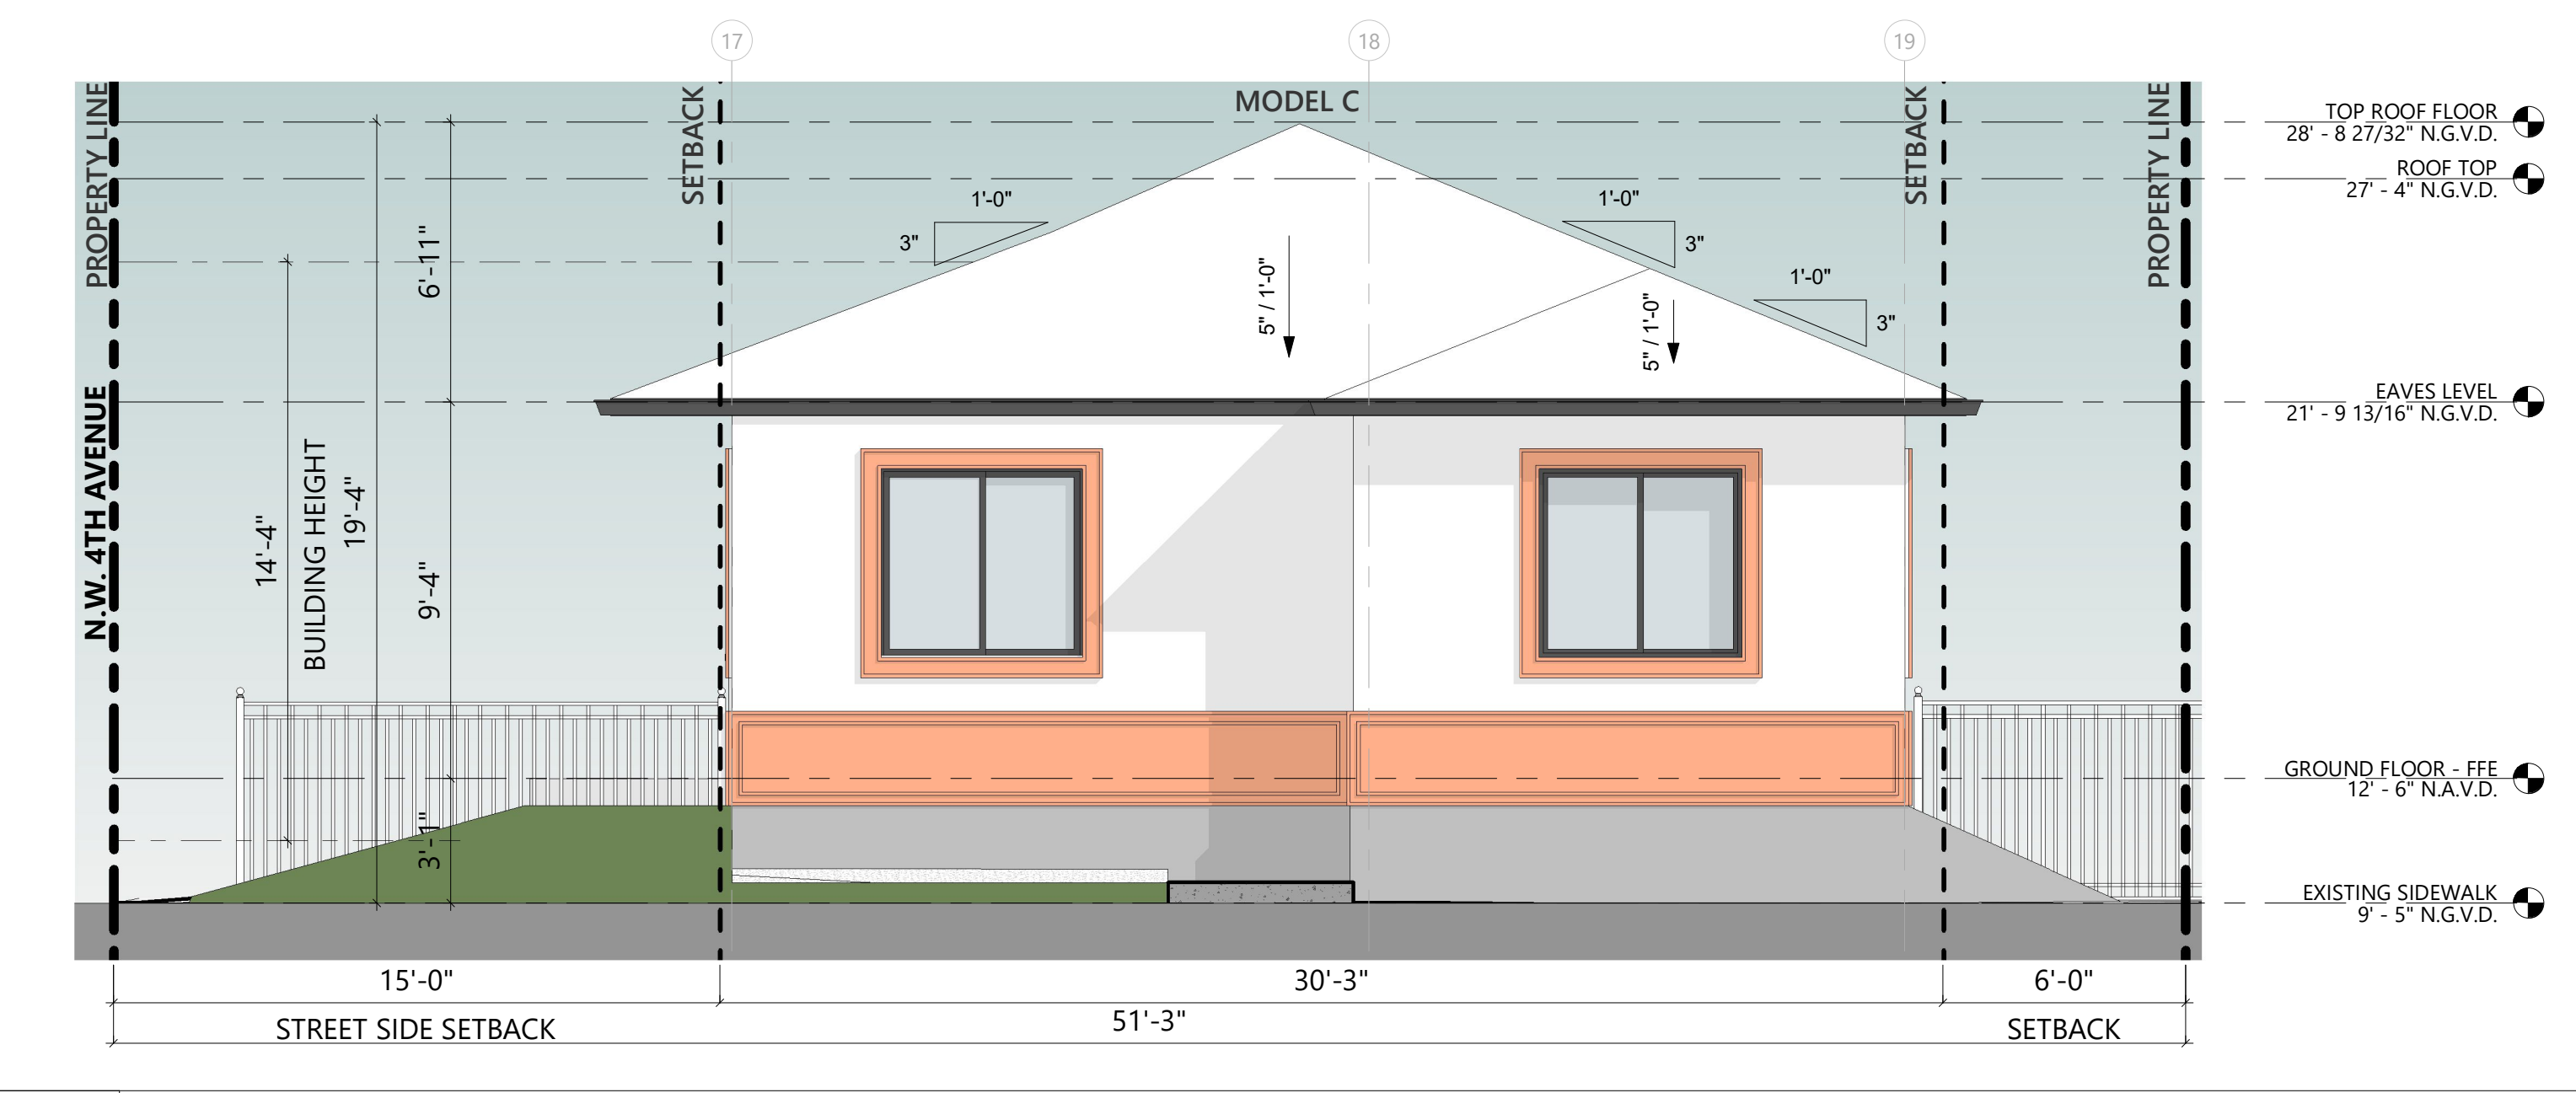 17
18
19
MODEL C
PROPERTY LINE
SETBACK
SETBACK
PROPERTY LINE
TOP ROOF FLOOR
28' - 8 27/32" N.G.V.D.
ROOF TOP
27' - 4" N.G.V.D.
1'-0"
3"
1'-0"
3"
1'-0"
3"
6'-11"
5" / 1'-0"
5" / 1'-0"
EAVES LEVEL
21' - 9 13/16" N.G.V.D.
N.W. 4TH AVENUE
14'-4"
BUILDING HEIGHT
19'-4"
9'-4"
3'-1"
GROUND FLOOR - FFE
12' - 6" N.A.V.D.
EXISTING SIDEWALK
9' - 5" N.G.V.D.
15'-0"
30'-3"
6'-0"
STREET SIDE SETBACK
51'-3"
SETBACK